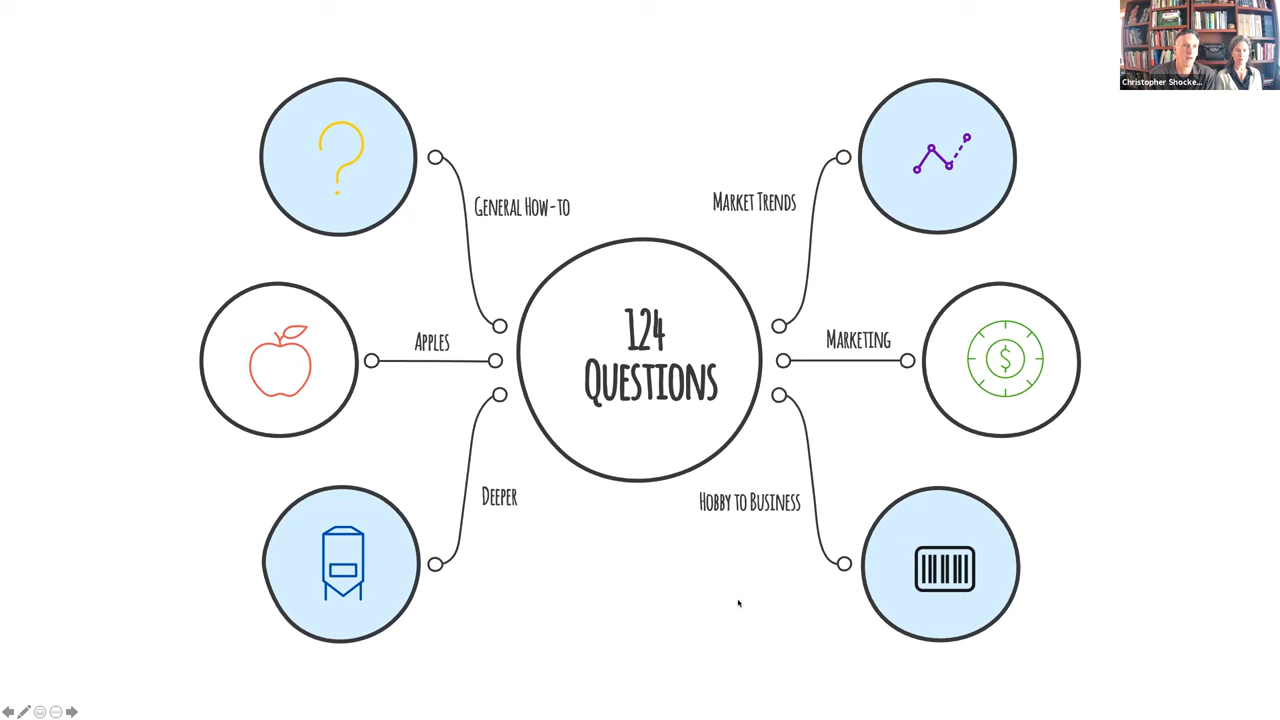 Christopher Shocke...
General How-to
Market Trends
124
Questions
Apples
Marketing
Deeper
Hobby to Business
$